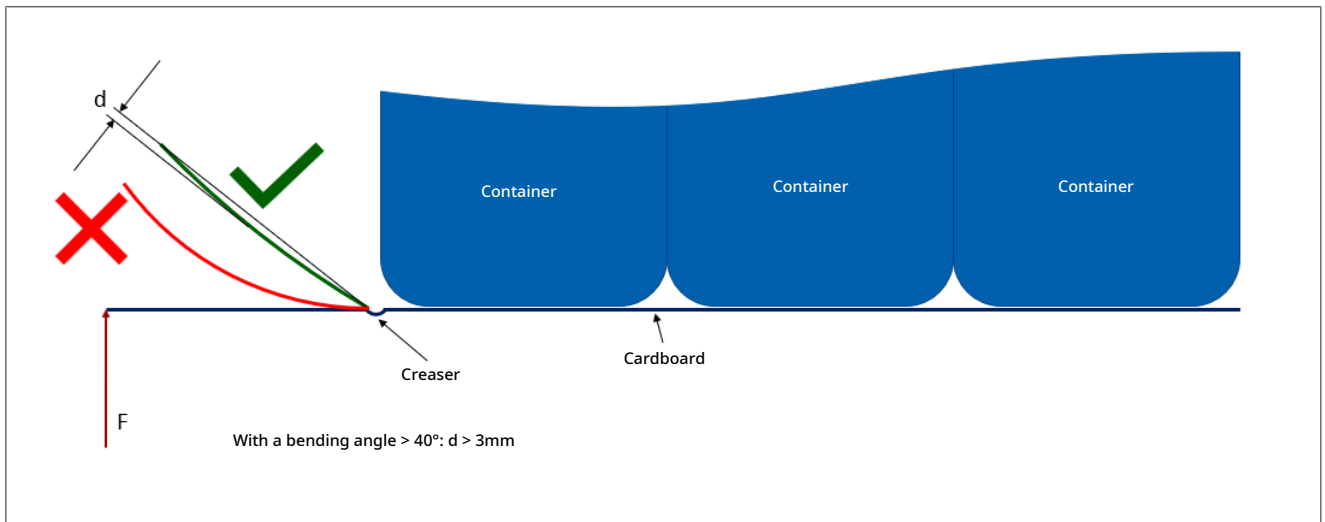 d
Container
Container
Container
Cardboard
Creaser
F
With a bending angle > 40°: d > 3mm